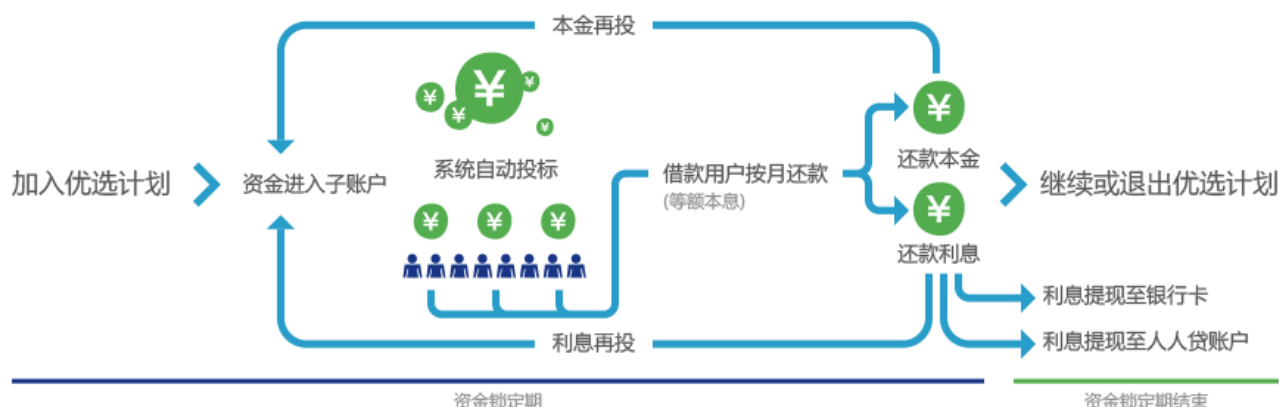 本金再投
¥
¥
¥
¥
¥
¥
系统自动投标
借款用户按月还款
(等额本息)
还款本金
加入优选计划
资金进入子账户
继续或退出优选计划
¥
¥
¥
¥
还款利息
利息提现至银行卡
利息再投
利息提现至人人贷账户
资金锁定期
资金锁定期结束